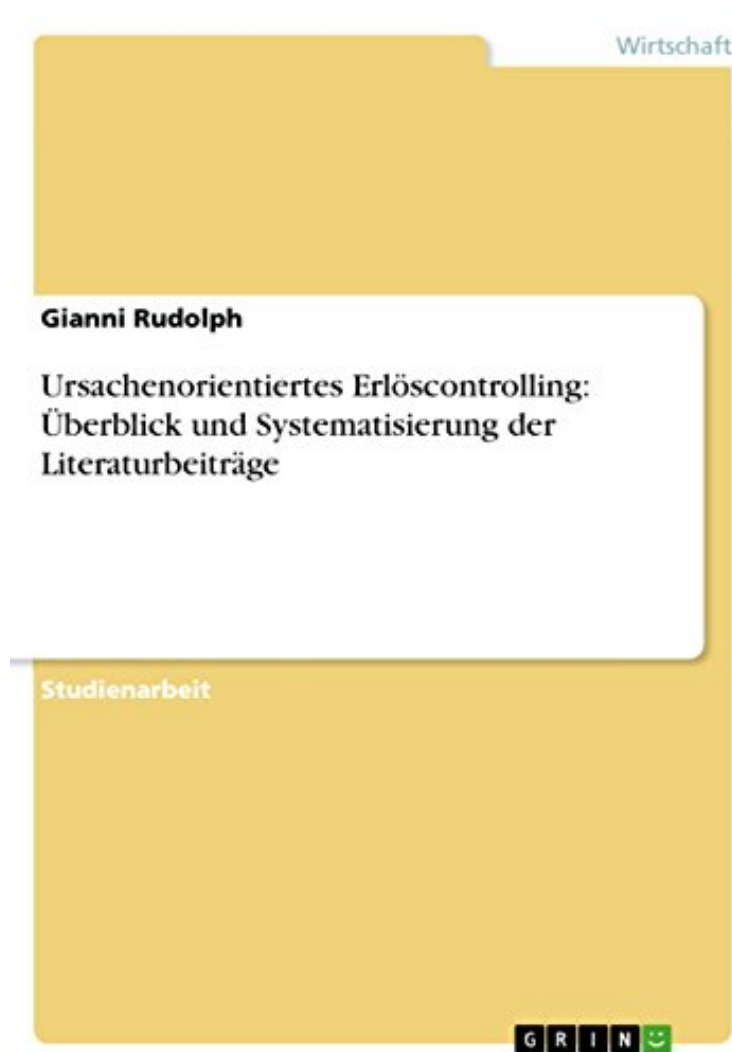 Wirtschaft
Gianni Rudolph
Ursachenorientiertes Erlöscontrolling:
Überblick und Systematisierung der
Literaturbeiträge
Studienarbeit
GRIN